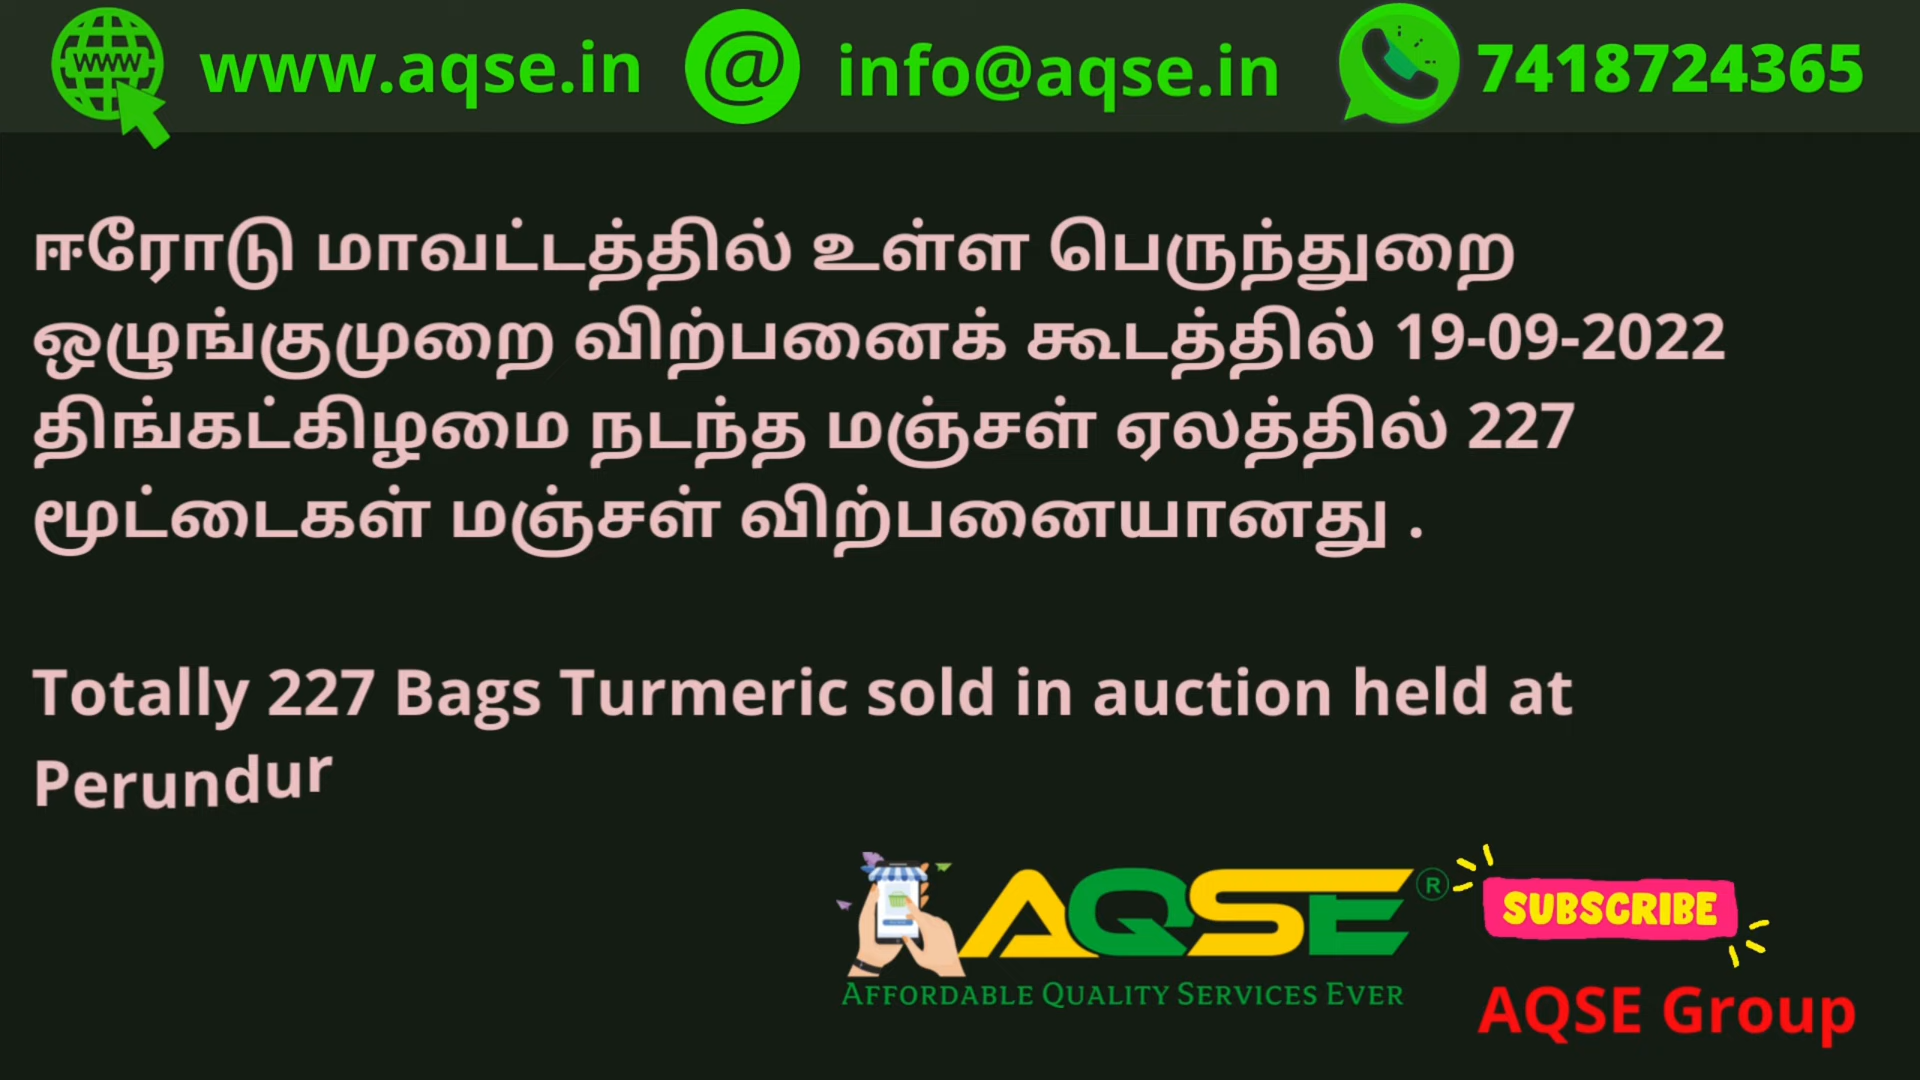 www.aqse.in
info@aqse.in
7418724365
ஈரோடு மாவட்டத்தில் உள்ள பெருந்துறை
ஒழுங்குமுறை விற்பனைக் கூடத்தில் 19-09-2022
திங்கட்கிழமை நடந்த மஞ்சள் ஏலத்தில் 227
மூட்டைகள் மஞ்சள் விற்பனையானது .
Totally 227 Bags Turmeric sold in auction held at
Perundur
AQSE ®
AFFORDABLE QUALITY SERVICES EVER
SUBSCRIBE
AQSE Group